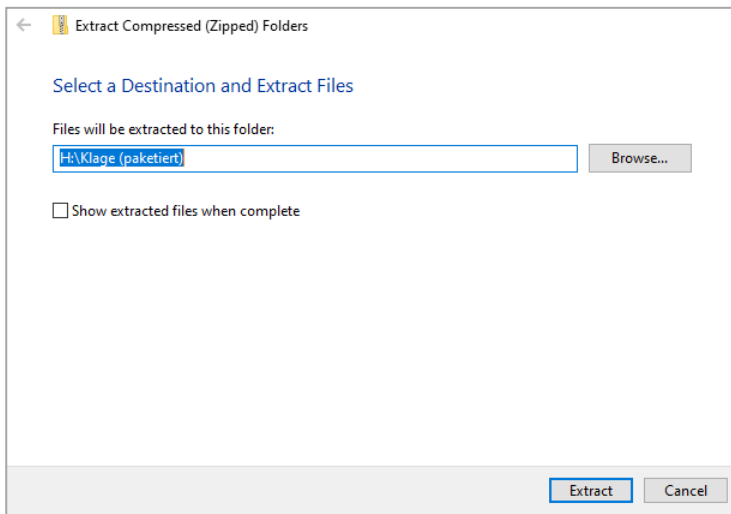 Extract Compressed (Zipped) Folders
Select a Destination and Extract Files
Files will be extracted to this folder:
H:\Klage (paketiert)
Browse...
Show extracted files when complete
Extract
Cancel